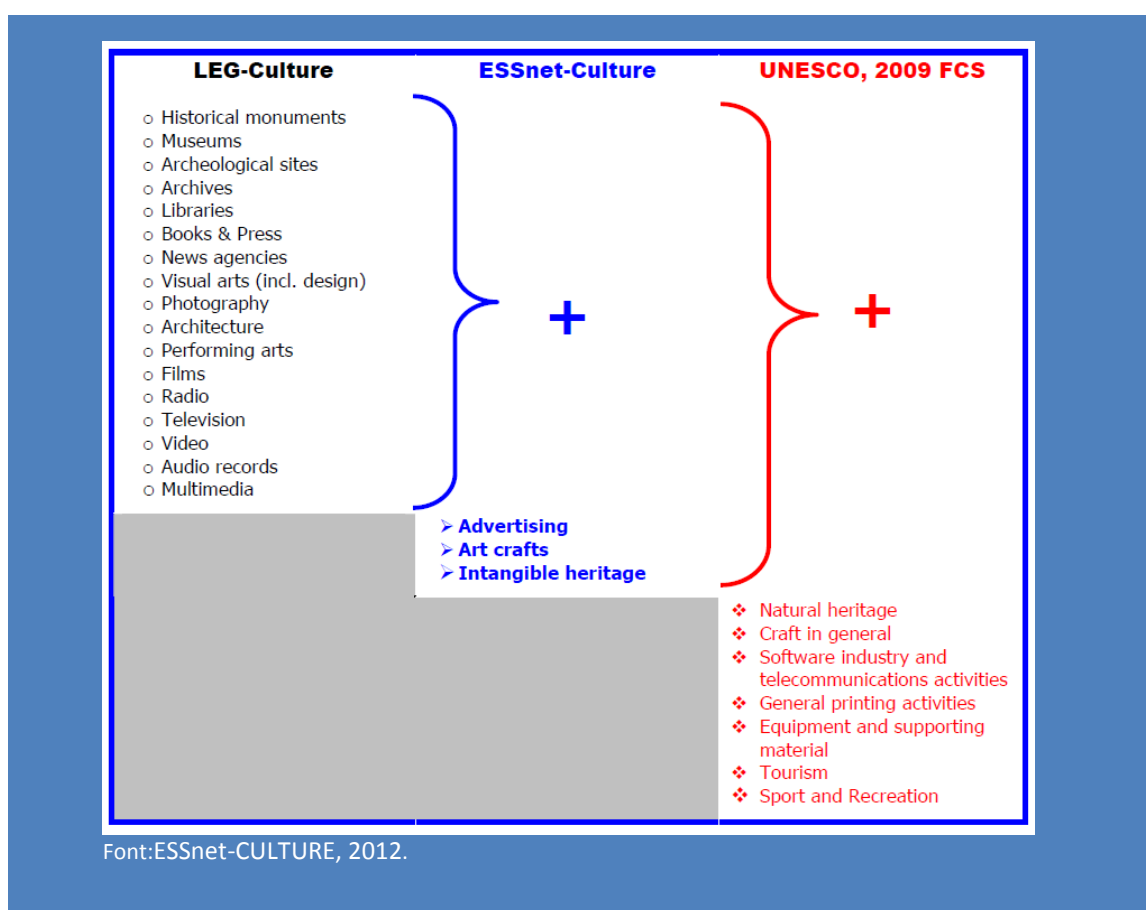 LEG-Culture
ESSnet-Culture
UNESCO, 2009 FCS
o Historical monuments
o Museums
o Archeological sites
o Archives
o Libraries
o Books & Press
o News agencies
o Visual arts (incl. design)
o Photography
o Architecture
o Performing arts
o Films
o Radio
o Television
o Video
o Audio records
o Multimedia
+
+
➢ Advertising
➢ Art crafts
➢ Intangible heritage
❖ Natural heritage
❖ Craft in general
❖ Software industry and
telecommunications activities
❖ General printing activities
❖ Equipment and supporting
material
❖ Tourism
❖ Sport and Recreation
Font:ESSnet-CULTURE, 2012.